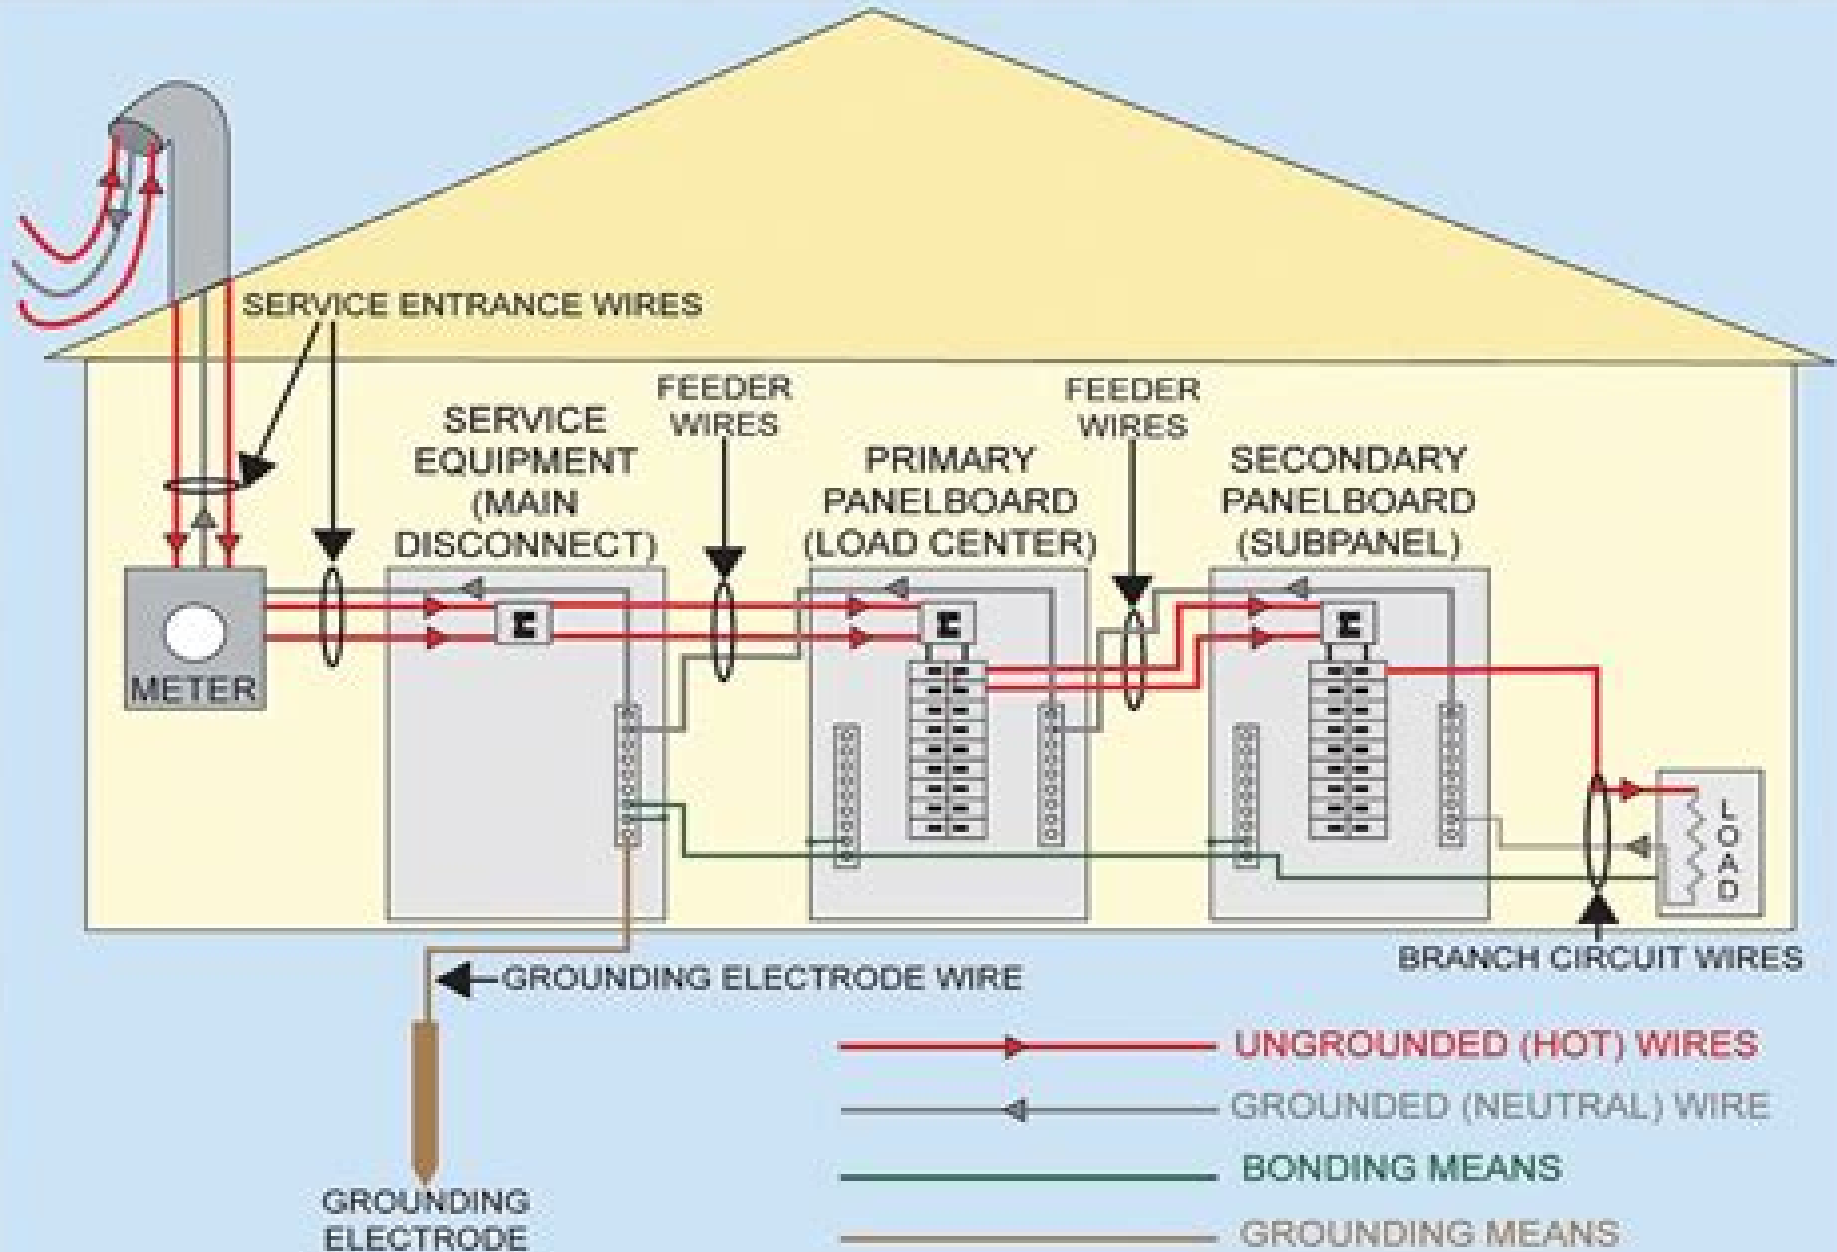 SERVICE ENTRANCE WIRES
FEEDER
WIRES
FEEDER
WIRES
SERVICE
EQUIPMENT
(MAIN
DISCONNECT)
PRIMARY
PANELBOARD
(LOAD CENTER)
SECONDARY
PANELBOARD
(SUBPANEL)
METER
LOAD
BRANCH CIRCUIT WIRES
GROUNDING ELECTRODE WIRE
GROUNDING
ELECTRODE
UNGROUNDED (HOT) WIRES
GROUNDED (NEUTRAL) WIRE
BONDING MEANS
GROUNDING MEANS